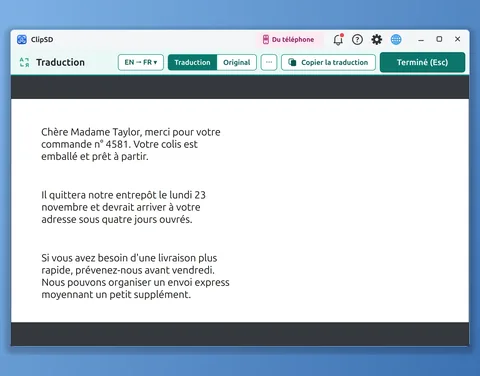 ClipSD
Du téléphone
Traduction
EN → FR ▾
Traduction
Original
...
Copier la traduction
Terminé (Esc)
Chère Madame Taylor, merci pour votre
commande n° 4581. Votre colis est
emballé et prêt à partir.
Il quittera notre entrepôt le lundi 23
novembre et devrait arriver à votre
adresse sous quatre jours ouvrés.
Si vous avez besoin d'une livraison plus
rapide, prévenez-nous avant vendredi.
Nous pouvons organiser un envoi express
moyennant un petit supplément.